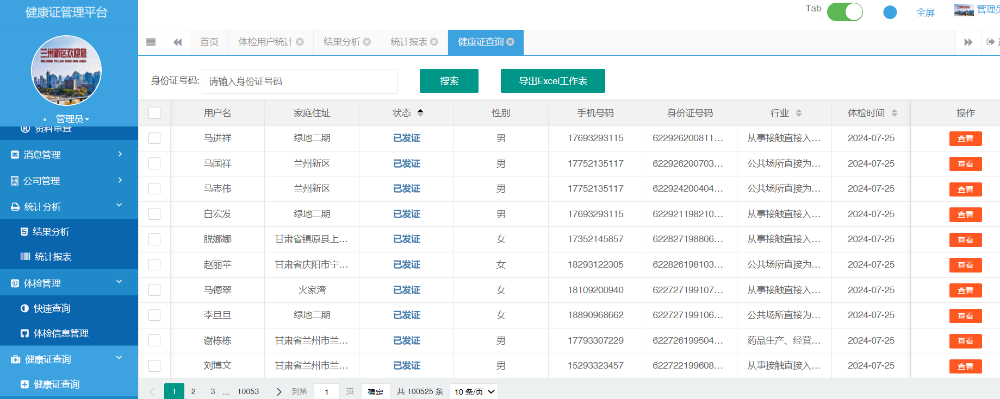 健康证管理平台
兰州新区欢迎您
WELCOME TO LAN ZHOU NEW AREA
管理员
资料审查
消息管理
公司管理
统计分析
结果分析
统计报表
体检管理
快速查询
体检信息管理
健康证查询
健康证查询
Tab 全屏 管理员
首页 体检用户统计 结果分析 统计报表 健康证查询
身份证号码: 请输入身份证号码 搜索 导出Excel工作表
用户名 家庭住址 状态 性别 手机号码 身份证号码 行业 体检时间 操作
马进祥 绿地二期 已发证 男 17693293115 622926200811... 从事接触直接入... 2024-07-25 查看
马国祥 兰州新区 已发证 男 17752135117 622926200703... 公共场所直接为... 2024-07-25 查看
马志伟 兰州新区 已发证 男 17752135117 622924200404... 公共场所直接为... 2024-07-25 查看
白宏发 绿地二期 已发证 男 17693293115 622921198210... 从事接触直接入... 2024-07-25 查看
脱娜娜 甘肃省镇原县上... 已发证 女 17352145857 622827198806... 从事接触直接入... 2024-07-25 查看
赵丽苹 甘肃省庆阳市宁... 已发证 女 18293122305 622826198103... 公共场所直接为... 2024-07-25 查看
马德翠 火家湾 已发证 女 18109200940 622727199107... 从事接触直接入... 2024-07-25 查看
李旦旦 绿地二期 已发证 女 18890968662 622727199106... 公共场所直接为... 2024-07-25 查看
谢栋栋 甘肃省兰州市兰... 已发证 男 17793307229 622726199504... 药品生产、经营... 2024-07-25 查看
刘博文 甘肃省兰州市兰... 已发证 男 15293323457 622722199608... 从事接触直接入... 2024-07-25 查看
1 2 3 ... 10053 到第 1 页 确定 共 100525 条 10 条/页